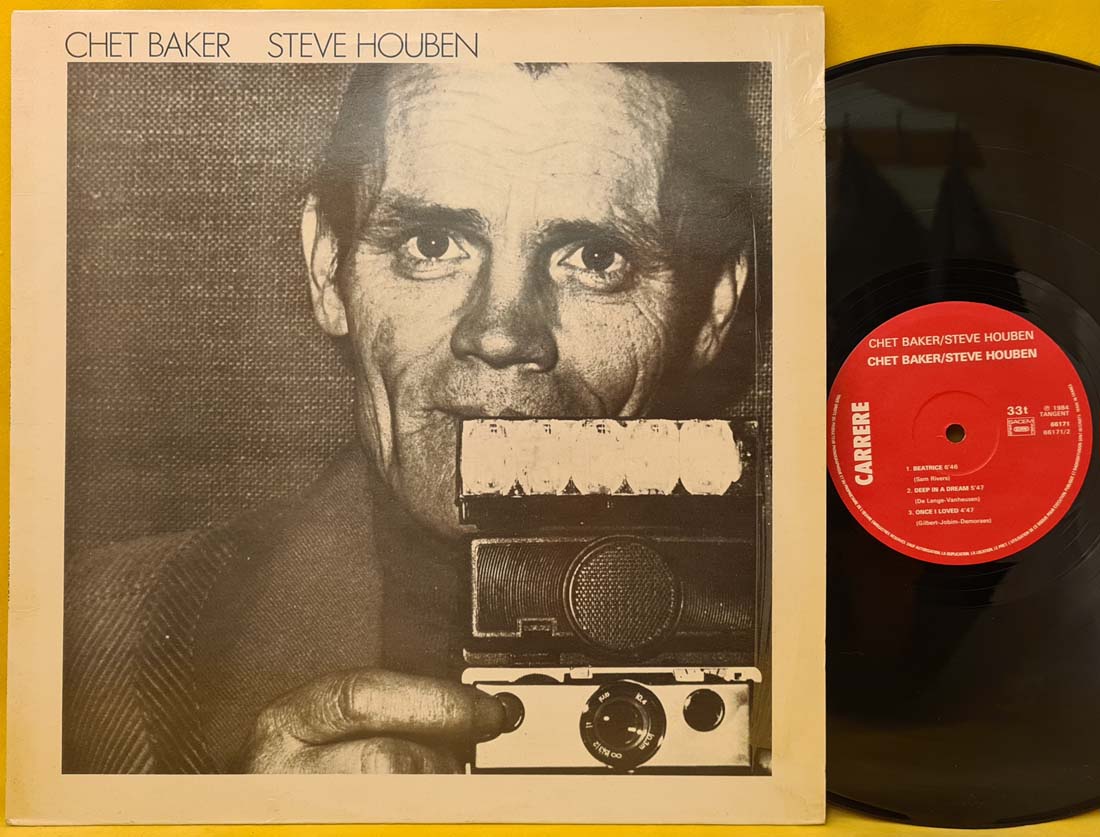 CHET BAKER STEVE HOUBEN
CHET BAKER/STEVE HOUBEN
CHET BAKER/STEVE HOUBEN
CARRERE
33t
SACEM
℗ 1984
TANGENT
66171
66171/2
1. BEATRICE 6'46
(Sam Rivers)
2. DEEP IN A DREAM 5'47
(De Lange-Vanheusen)
3. ONCE I LOVED 4'47
(Gilbert-Jobim-Demoraes)